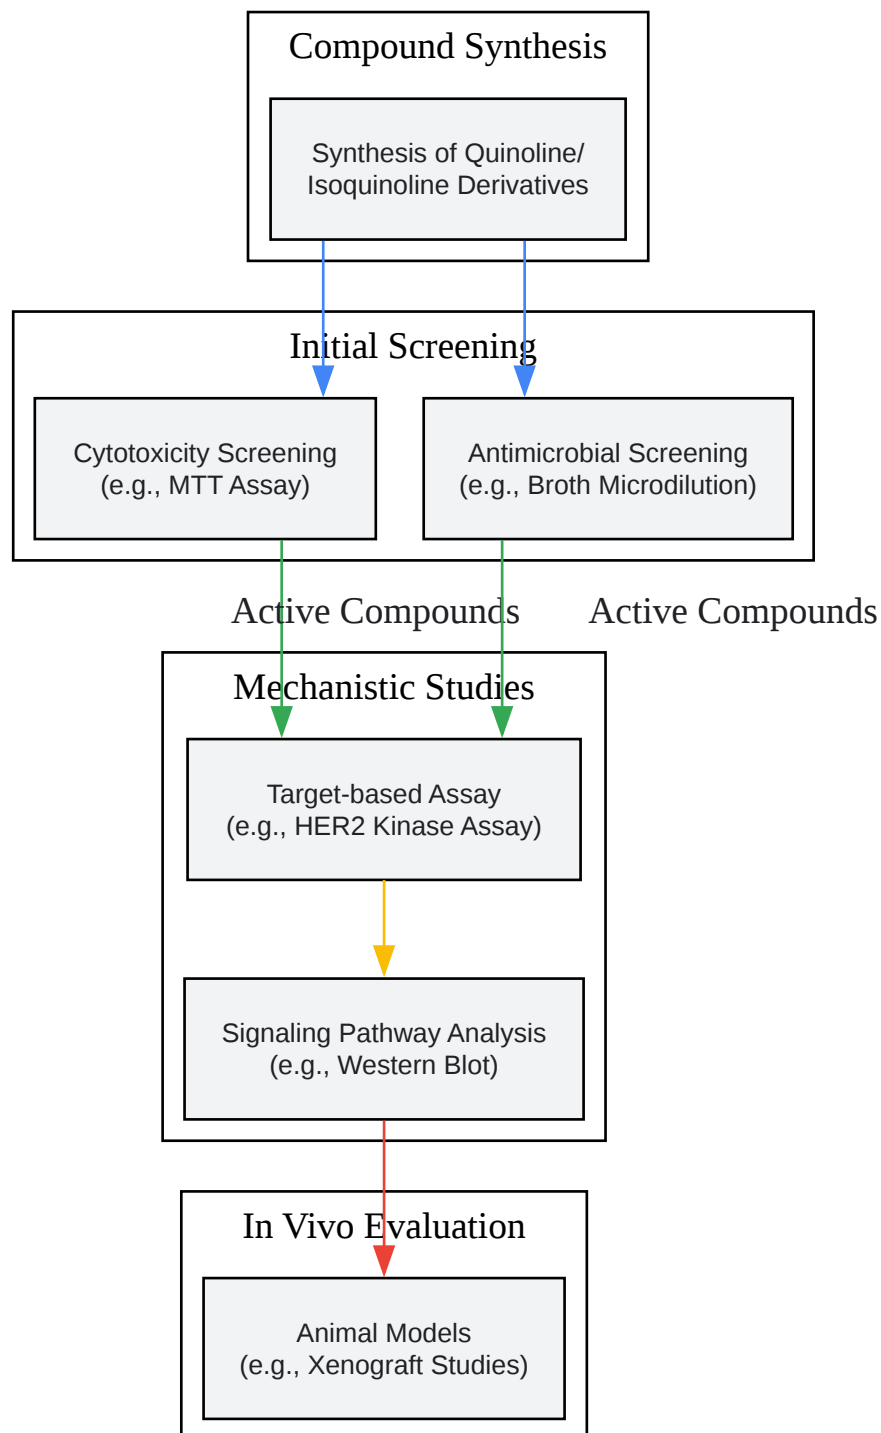 Compound Synthesis
Synthesis of Quinoline/
Isoquinoline Derivatives
Initial Screening
Cytotoxicity Screening
(e.g., MTT Assay)
Antimicrobial Screening
(e.g., Broth Microdilution)
Active Compounds
Active Compounds
Mechanistic Studies
Target-based Assay
(e.g., HER2 Kinase Assay)
Signaling Pathway Analysis
(e.g., Western Blot)
In Vivo Evaluation
Animal Models
(e.g., Xenograft Studies)